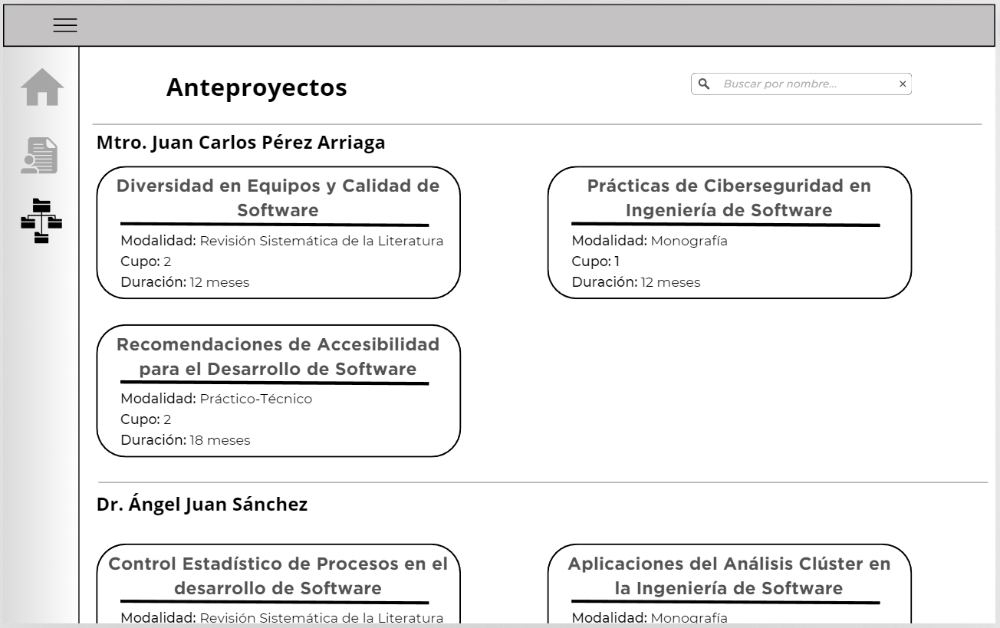 Anteproyectos
Buscar por nombre...
Mtro. Juan Carlos Pérez Arriaga
Diversidad en Equipos y Calidad de
Software
Modalidad: Revisión Sistemática de la Literatura
Cupo: 2
Duración: 12 meses
Prácticas de Ciberseguridad en
Ingeniería de Software
Modalidad: Monografía
Cupo: 1
Duración: 12 meses
Recomendaciones de Accesibilidad
para el Desarrollo de Software
Modalidad: Práctico-Técnico
Cupo: 2
Duración: 18 meses
Dr. Ángel Juan Sánchez
Control Estadístico de Procesos en el
desarrollo de Software
Modalidad: Revisión Sistemática de la Literatura
Aplicaciones del Análisis Clúster en
la Ingeniería de Software
Modalidad: Monografía